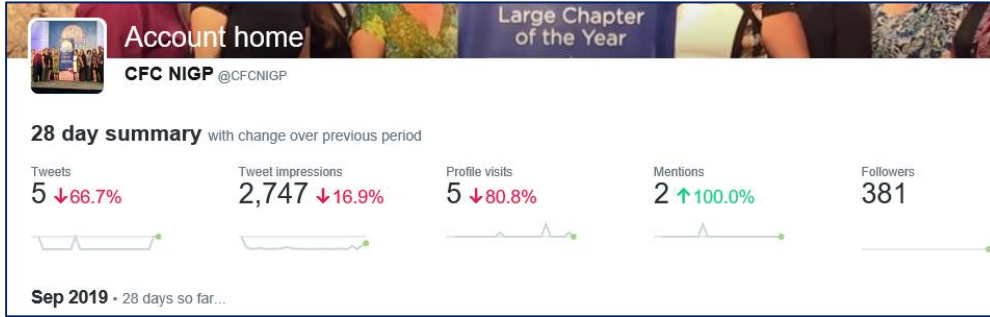 Large Chapter
of the Year
Account home
CFC NIGP @CFCNIGP
28 day summary with change over previous period
Tweets Tweet impressions Profile visits Mentions Followers
5 ↓66.7% 2,747 ↓16.9% 5 ↓80.8% 2 ↑100.0% 381
Sep 2019 • 28 days so far...